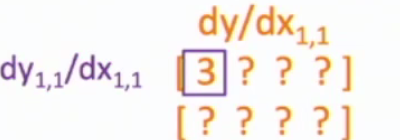 dy/dx₁,₁
dy₁,₁/dx₁,₁ [ 3 ? ? ? ]
[ ? ? ? ? ]